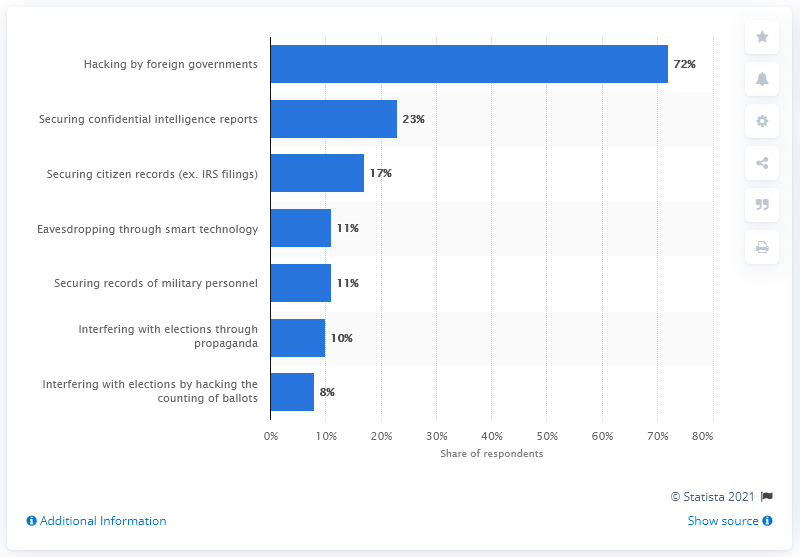 Hacking by foreign governments
72%
Securing confidential intelligence reports
23%
Securing citizen records (ex. IRS filings)
17%
Eavesdropping through smart technology
11%
Securing records of military personnel
11%
Interfering with elections through
propaganda
10%
Interfering with elections by hacking the
counting of ballots
8%
0% 10% 20% 30% 40% 50% 60% 70% 80%
Share of respondents
© Statista 2021
Additional Information
Show source